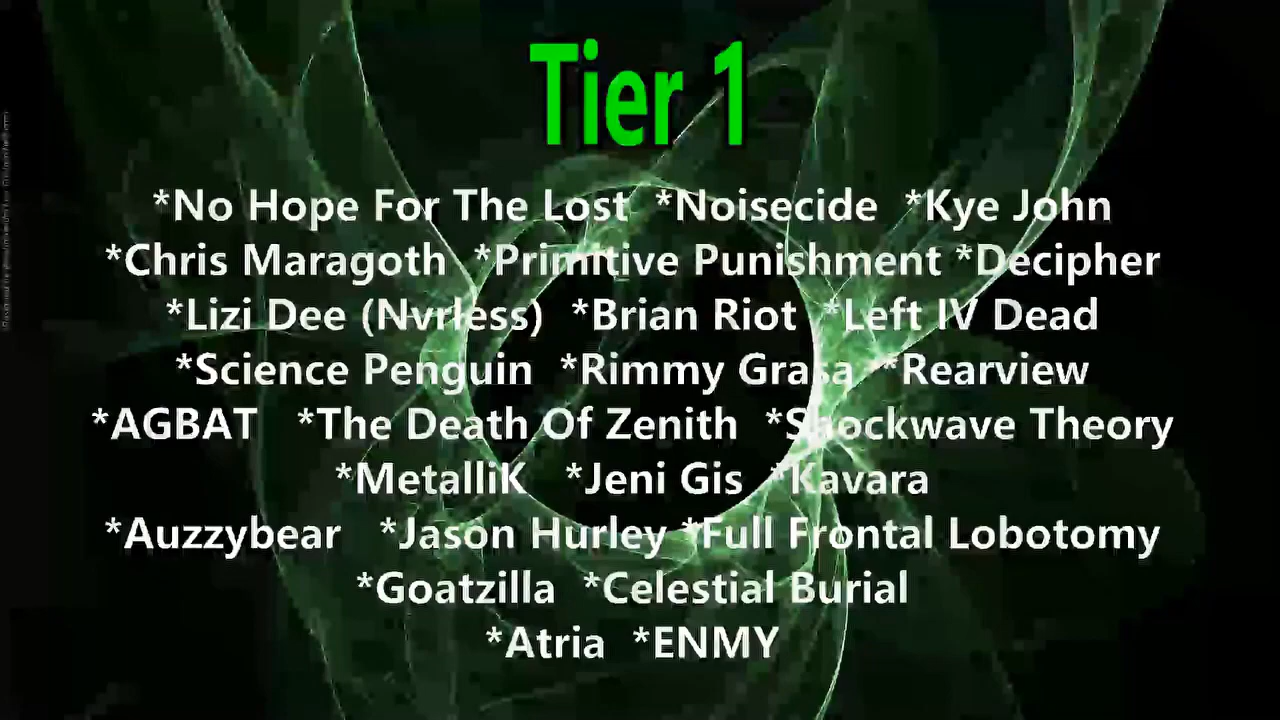 Tier 1
*No Hope For The Lost *Noisecide *Kye John
*Chris Maragoth *Primitive Punishment *Decipher
*Lizi Dee (Nvrless) *Brian Riot *Left IV Dead
*Science Penguin *Rimmy Grasa *Rearview
*AGBAT *The Death Of Zenith *Shockwave Theory
*MetalliK *Jeni Gis *Kavara
*Auzzybear *Jason Hurley *Full Frontal Lobotomy
*Goatzilla *Celestial Burial
*Atria *ENMY